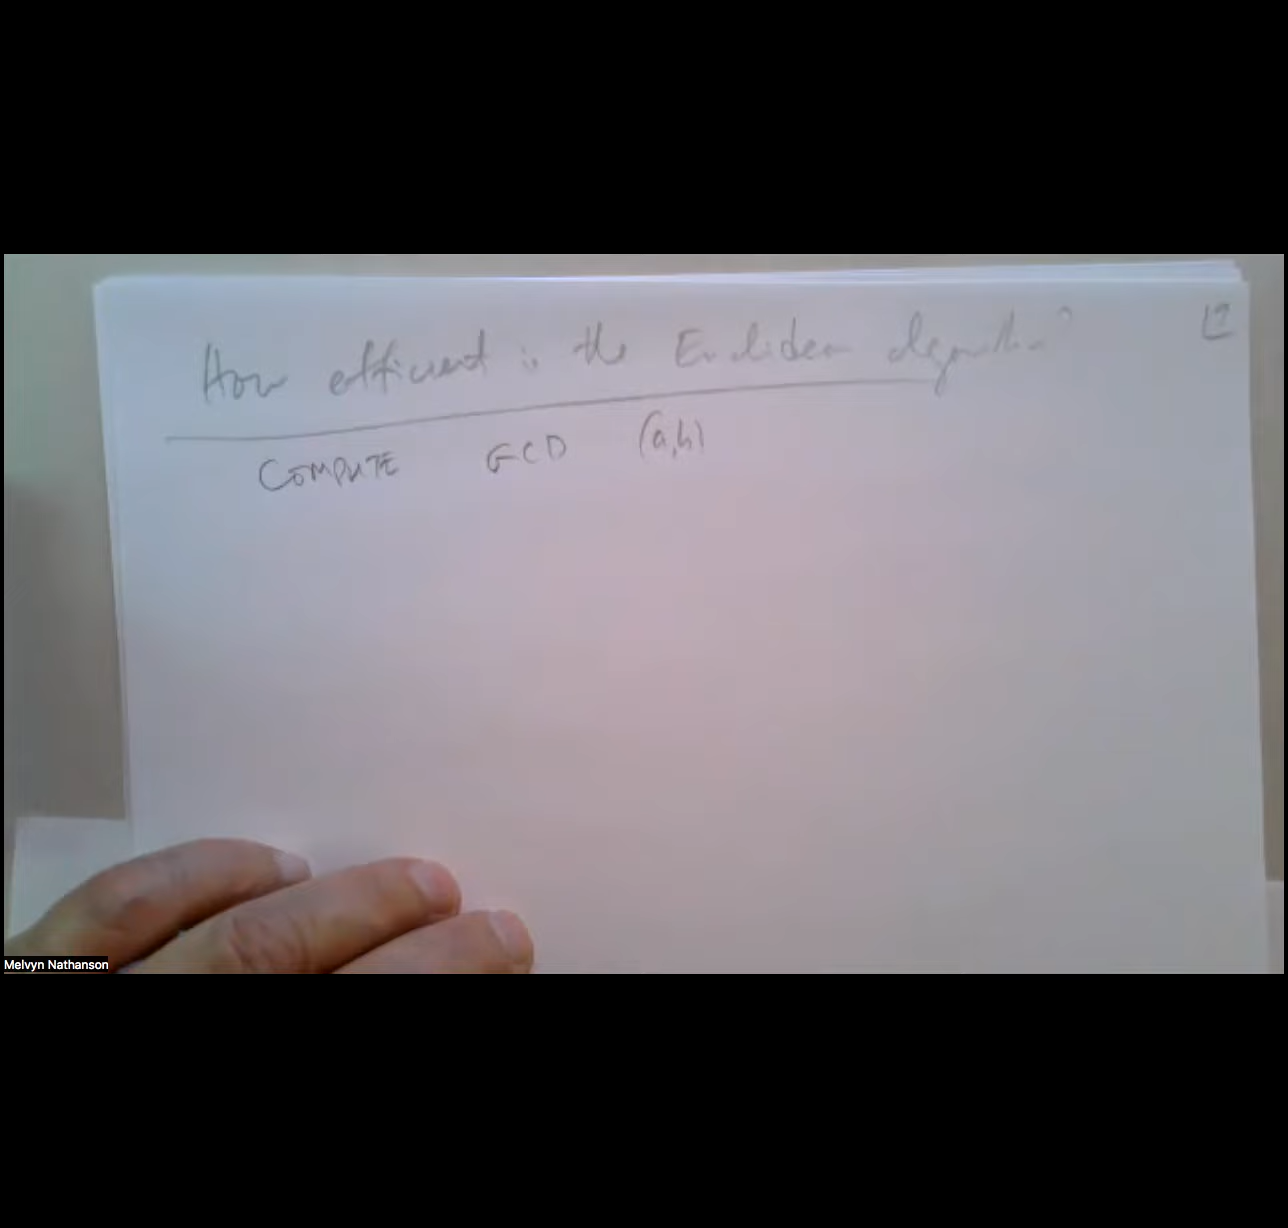 How efficient is the Euclidean algorithm?
COMPUTE GCD (a,b)
Melvyn Nathanson